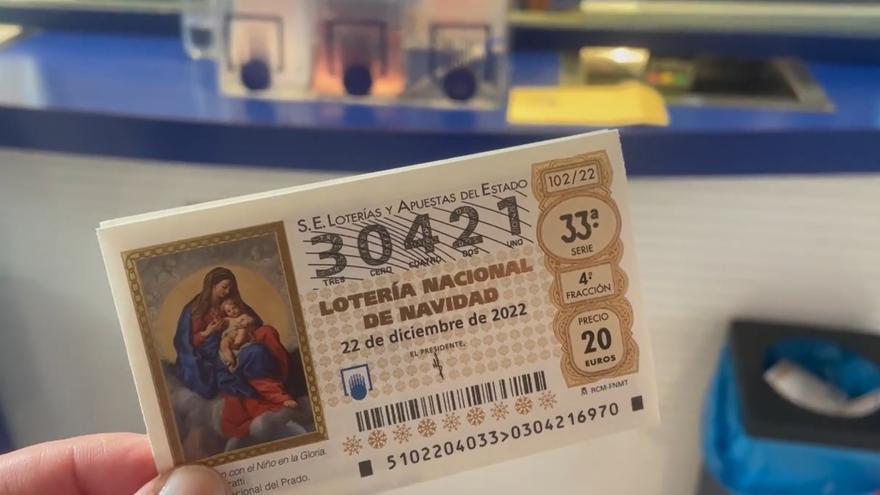 S.E. LOTERÍAS Y APUESTAS DEL ESTADO
30421
TRES CERO CUATRO DOS UNO
LOTERÍA NACIONAL
DE NAVIDAD
22 de diciembre de 2022
EL PRESIDENTE,
102/22
33ª
SERIE
4ª
FRACCIÓN
PRECIO
20
EUROS
RCM-FNMT
5102204033>0304216970
con el Niño en la Gloria.
del Prado.